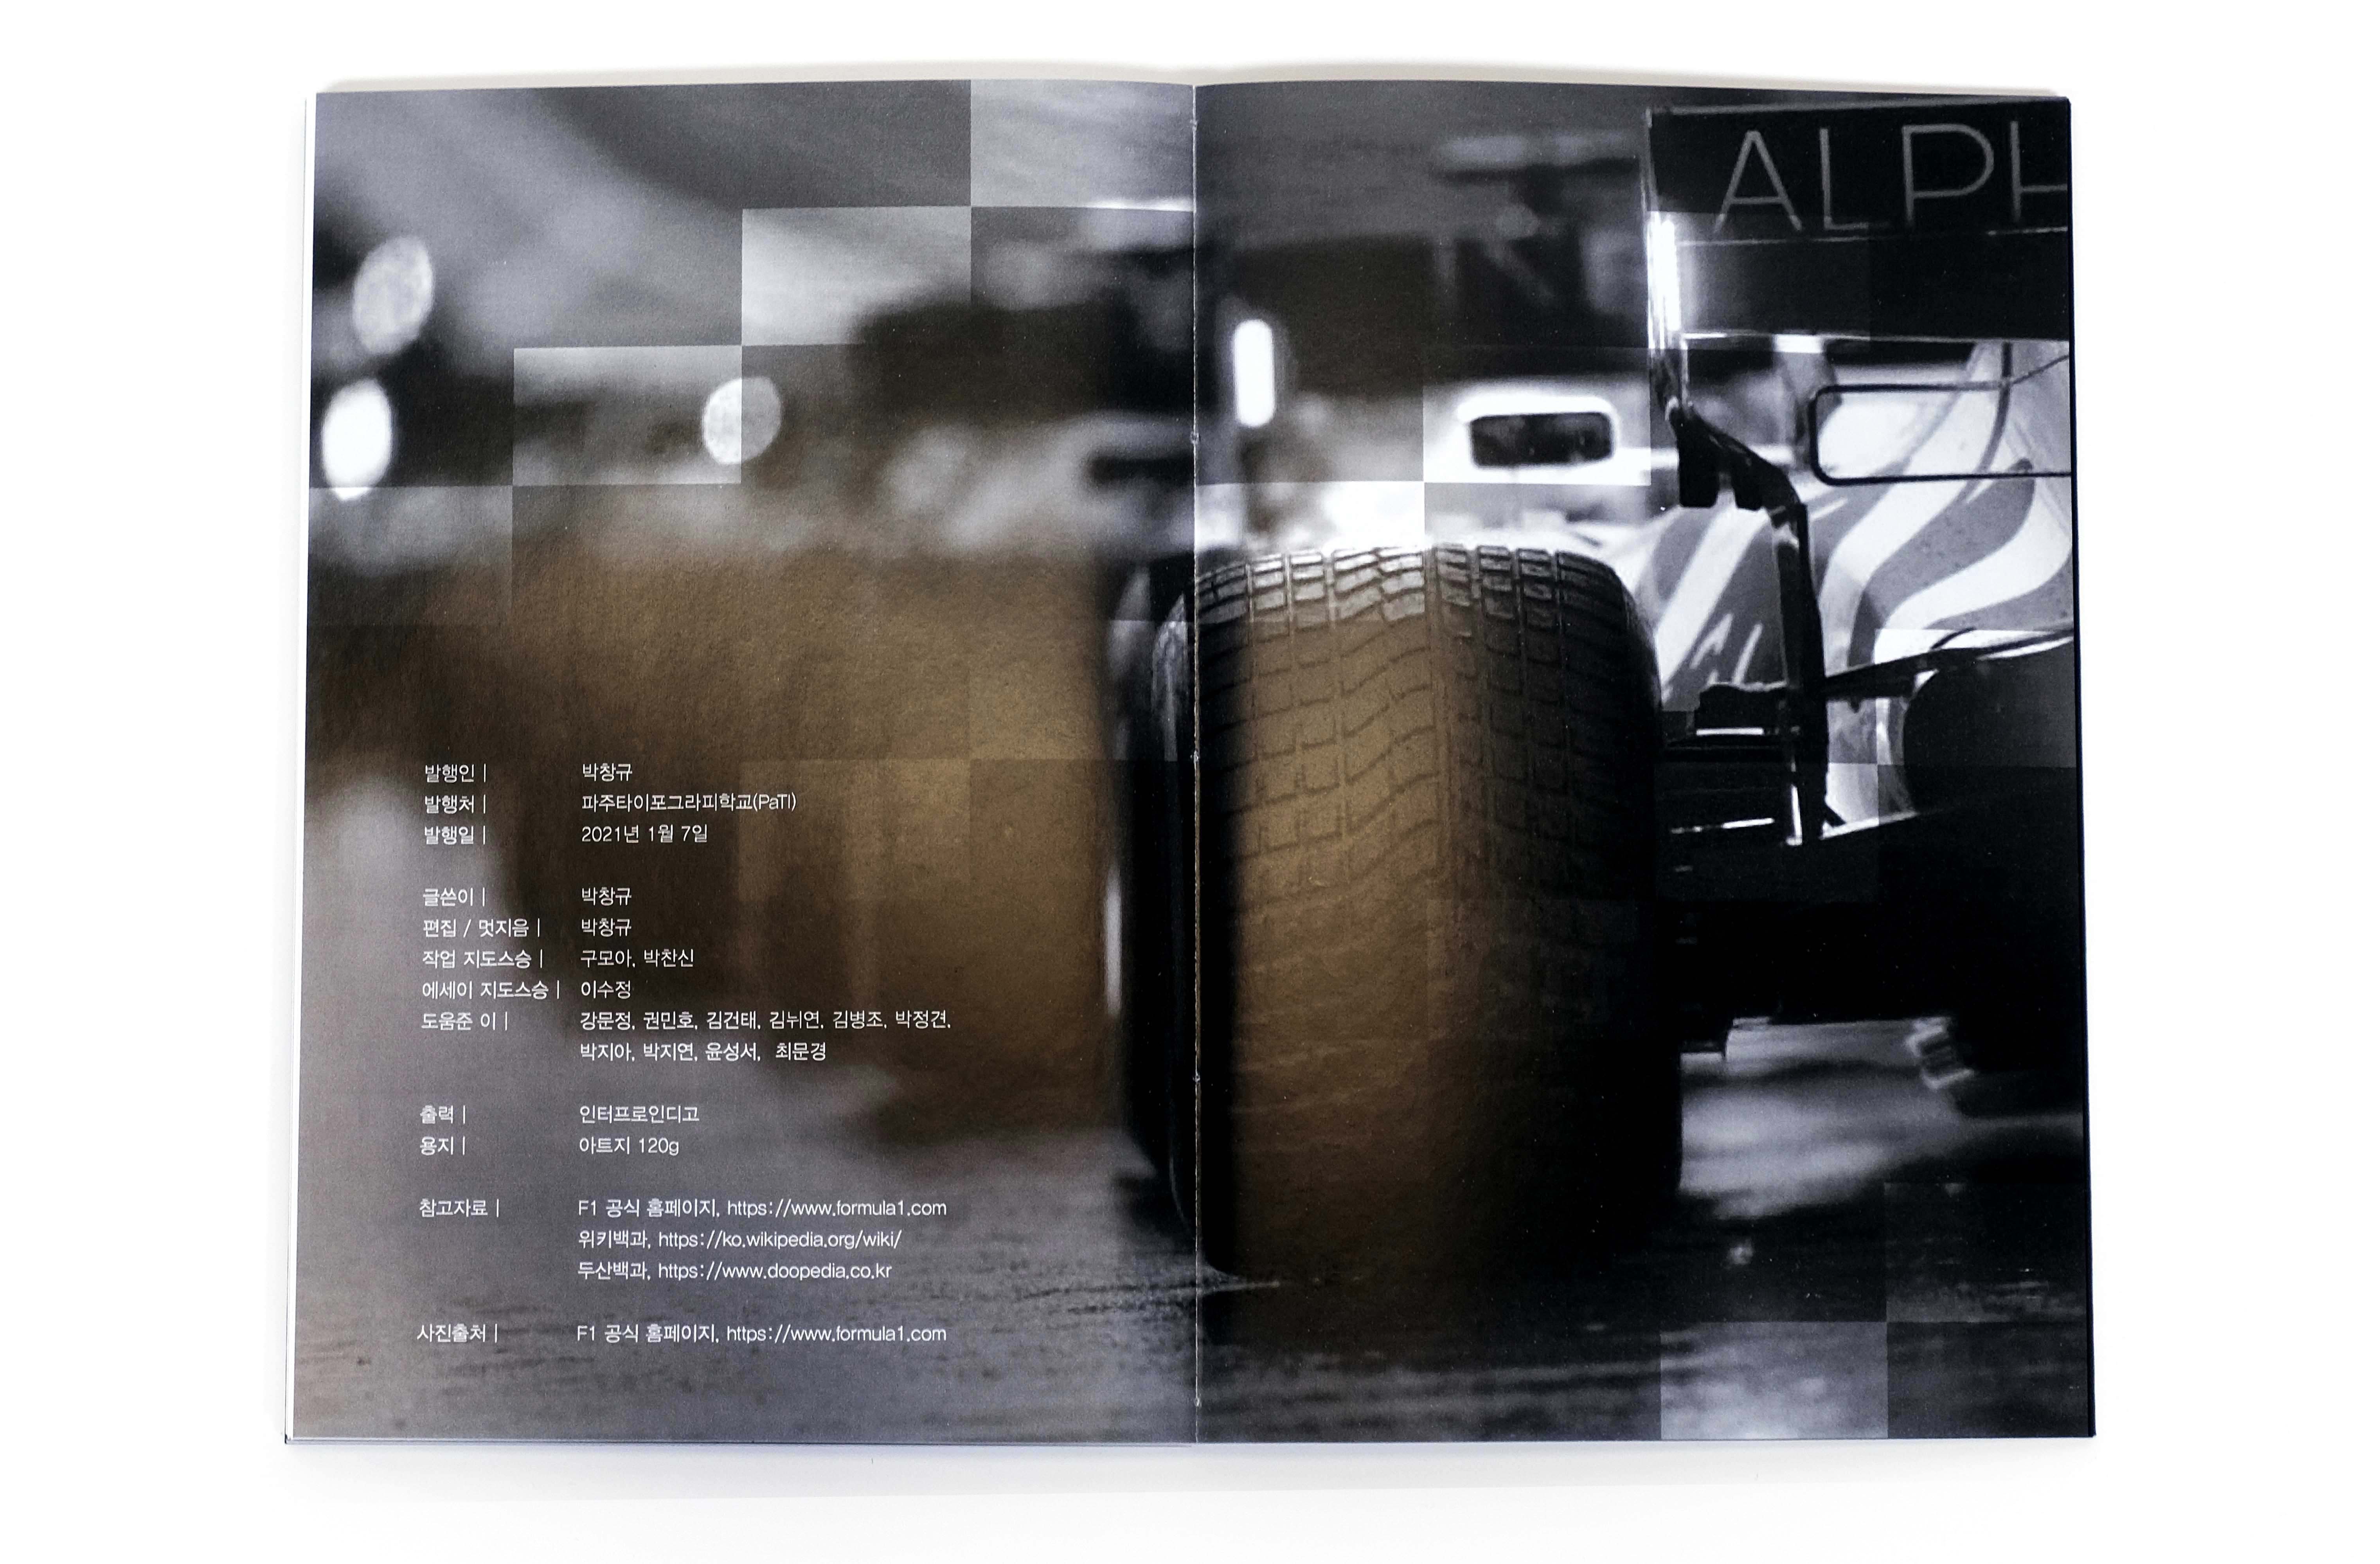 발행인 | 박창규
발행처 | 파주타이포그라피학교(PaTI)
발행일 | 2021년 1월 7일
글쓴이 | 박창규
편집 / 멋지음 | 박창규
작업 지도스승 | 구모아, 박찬신
에세이 지도스승 | 이수정
도움준 이 | 강문정, 권민호, 김건태, 김뉘연, 김병조, 박정견,
박지아, 박지연, 윤성서, 최문경
출력 | 인터프로인디고
용지 | 아트지 120g
참고자료 | F1 공식 홈페이지, https://www.formula1.com
위키백과, https://ko.wikipedia.org/wiki/
두산백과, https://www.doopedia.co.kr
사진출처 | F1 공식 홈페이지, https://www.formula1.com
ALPH